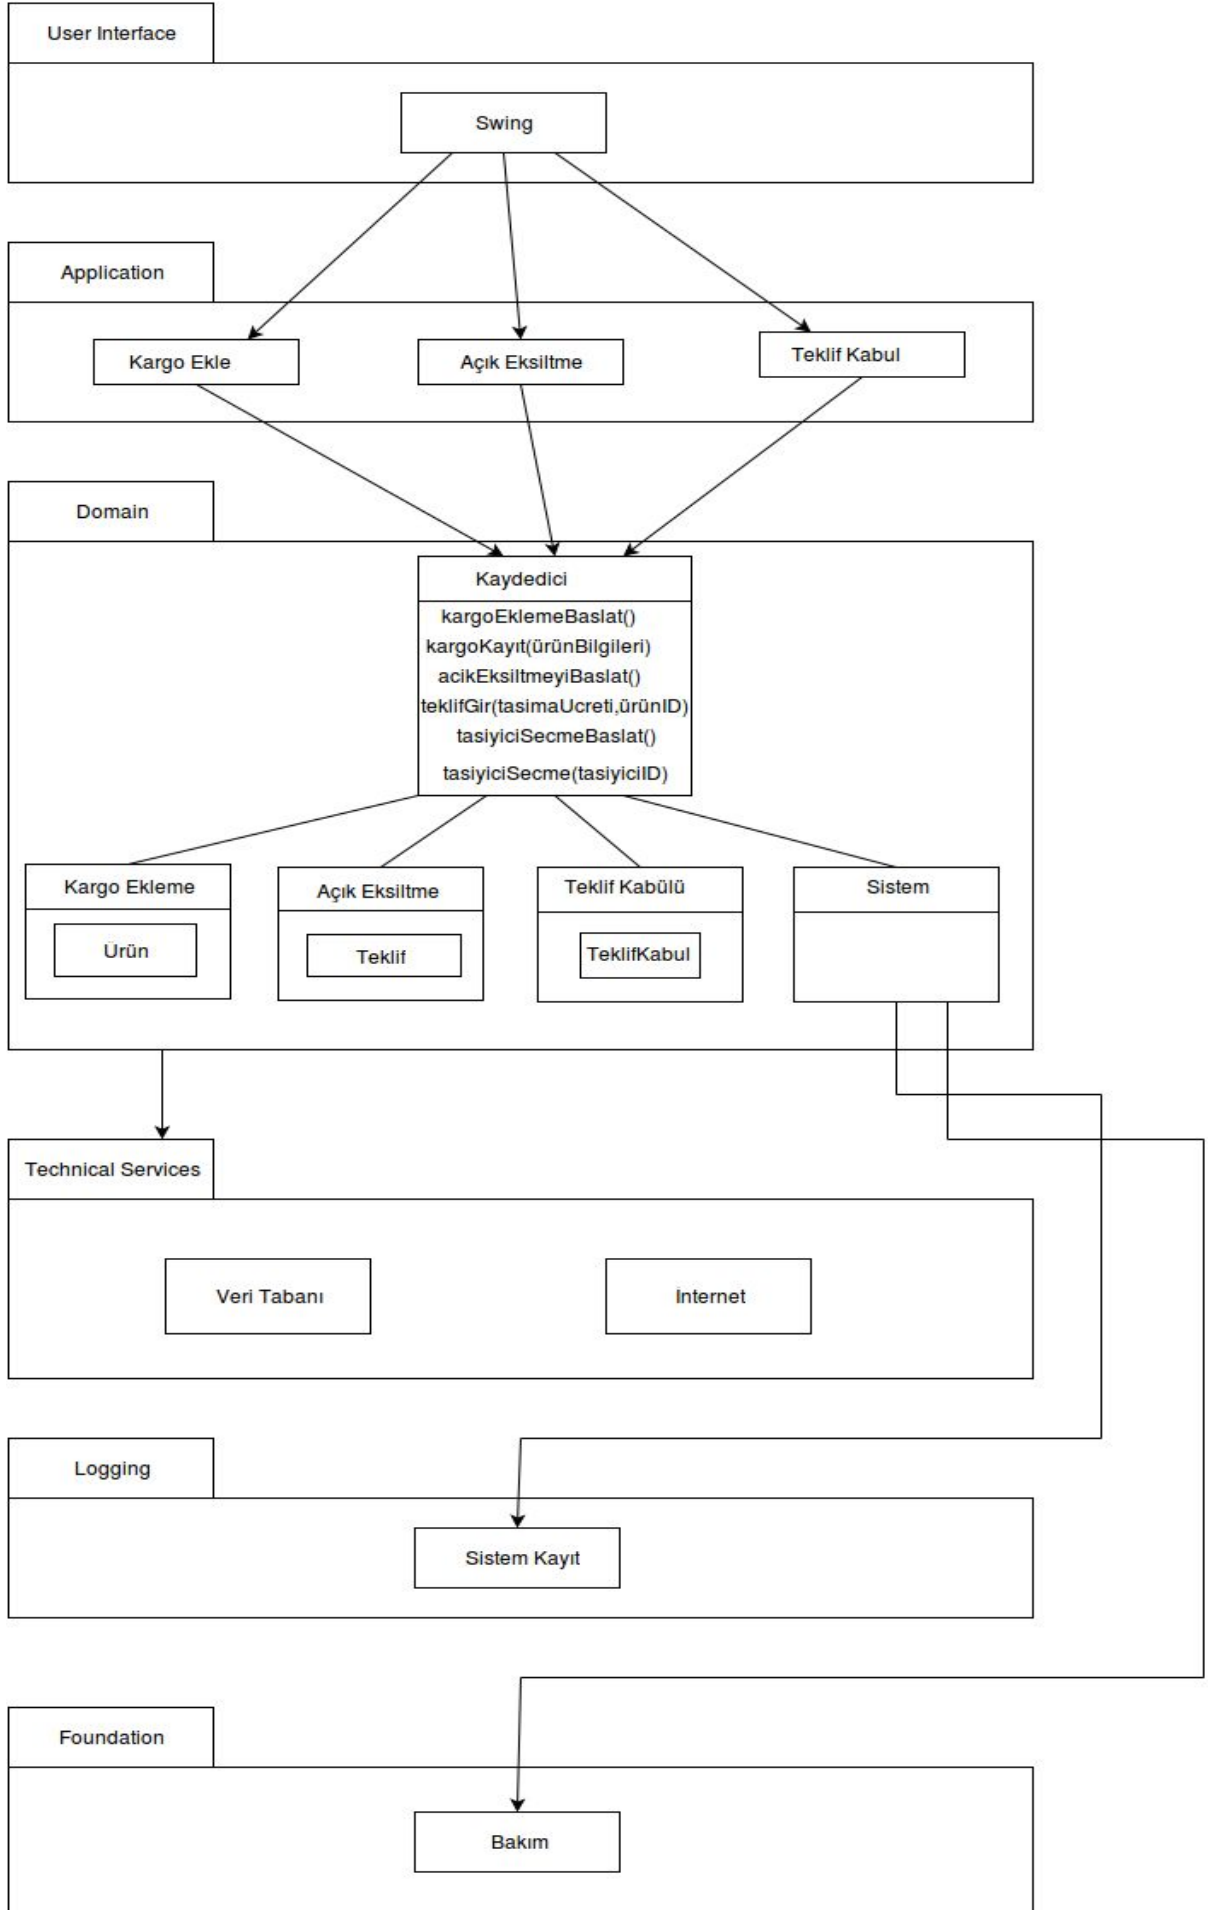 User Interface
Swing
Application
Kargo Ekle
Açık Eksiltme
Teklif Kabul
Domain
Kaydedici
kargoEklemeBaslat()
kargoKayıt(ürünBilgileri)
acikEksiltmeyiBaslat()
teklifGir(tasimaUcreti,ürünID)
tasiyiciSecmeBaslat()
tasiyiciSecme(tasiyiciID)
Kargo Ekleme
Açık Eksiltme
Teklif Kabülü
Sistem
Ürün
Teklif
TeklifKabul
Technical Services
Veri Tabanı
İnternet
Logging
Sistem Kayıt
Foundation
Bakım